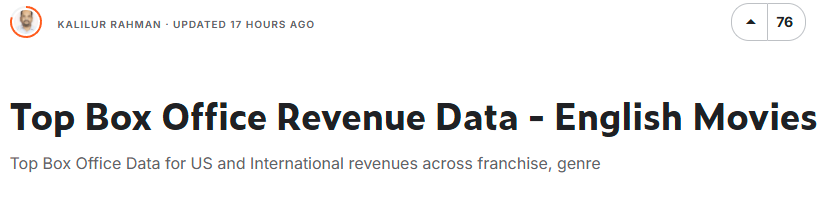 KALILUR RAHMAN · UPDATED 17 HOURS AGO
76
Top Box Office Revenue Data - English Movies
Top Box Office Data for US and International revenues across franchise, genre